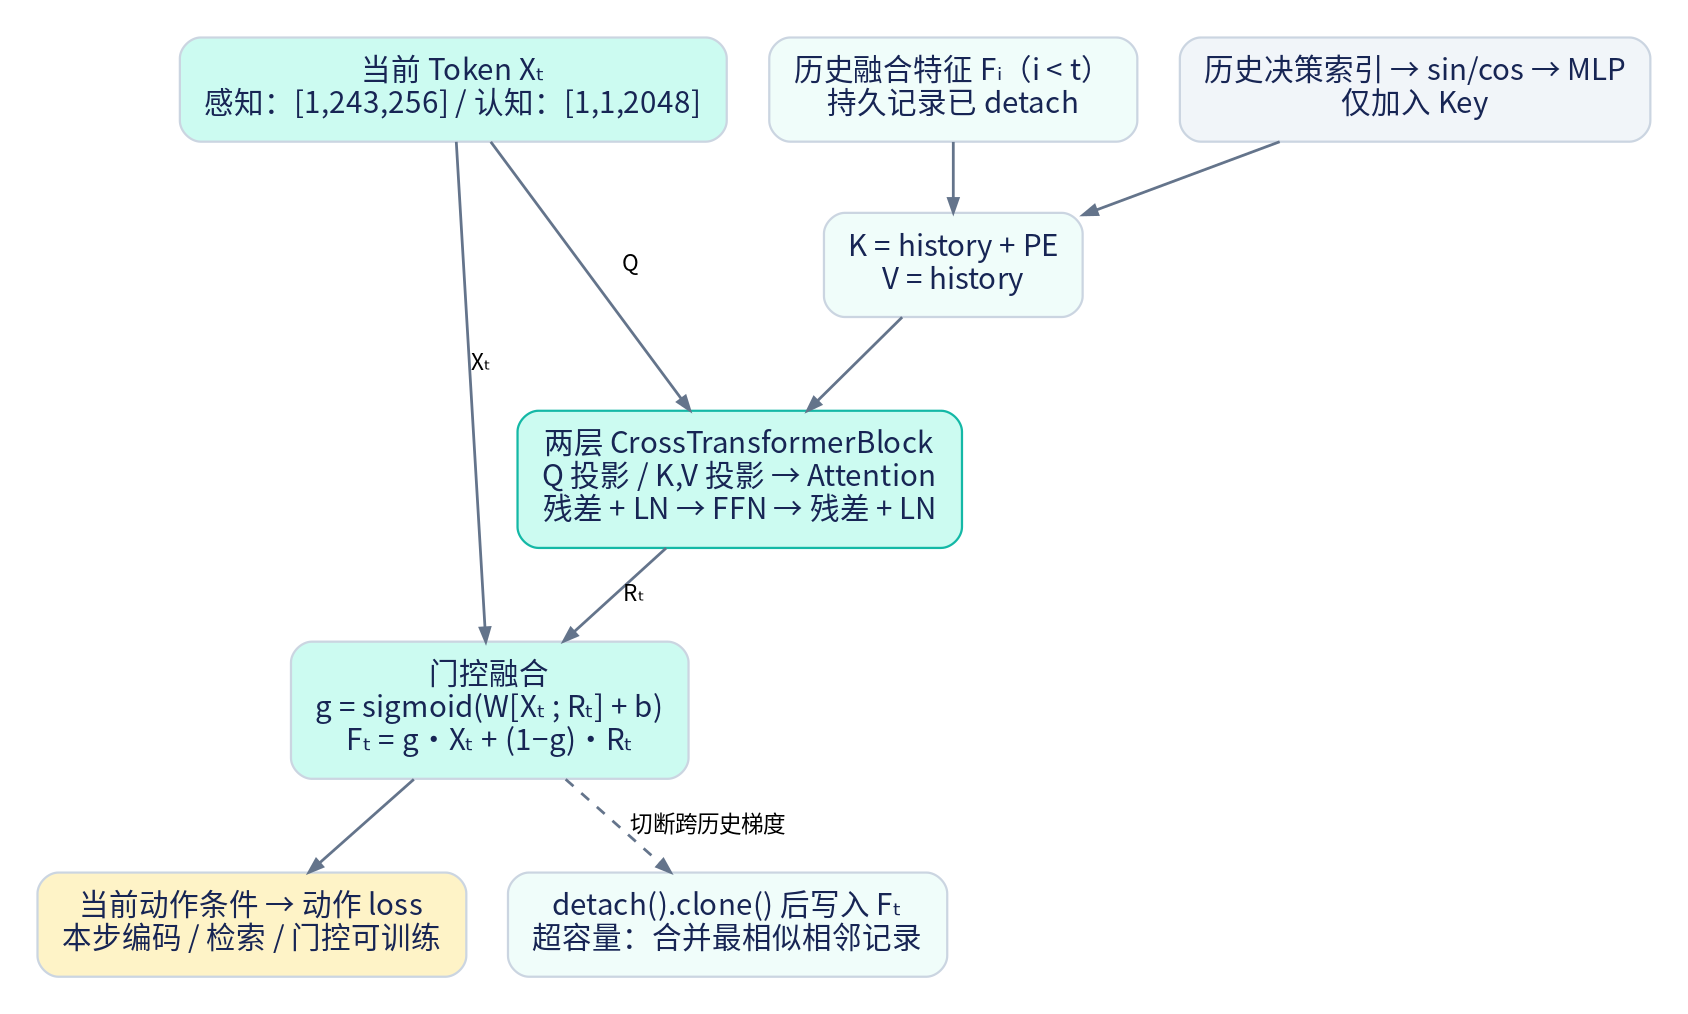 当前 Token Xₜ
感知：[1,243,256] / 认知：[1,1,2048]
历史融合特征 Fᵢ（i < t）
持久记录已 detach
历史决策索引 → sin/cos → MLP
仅加入 Key
K = history + PE
V = history
Q
Xₜ
两层 CrossTransformerBlock
Q 投影 / K,V 投影 → Attention
残差 + LN → FFN → 残差 + LN
Rₜ
门控融合
g = sigmoid(W[Xₜ ; Rₜ] + b)
Fₜ = g · Xₜ + (1−g) · Rₜ
切断跨历史梯度
当前动作条件 → 动作 loss
本步编码 / 检索 / 门控可训练
detach().clone() 后写入 Fₜ
超容量：合并最相似相邻记录